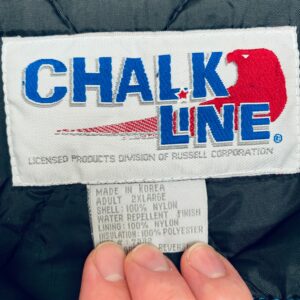 CHALK
LINE ®
LICENSED PRODUCTS DIVISION OF RUSSELL CORPORATION
MADE IN KOREA
ADULT 2XLARGE
SHELL: 100% NYLON
WATER REPELLENT FINISH
LINING: 100% NYLON
INSULATION: 100% POLYESTER